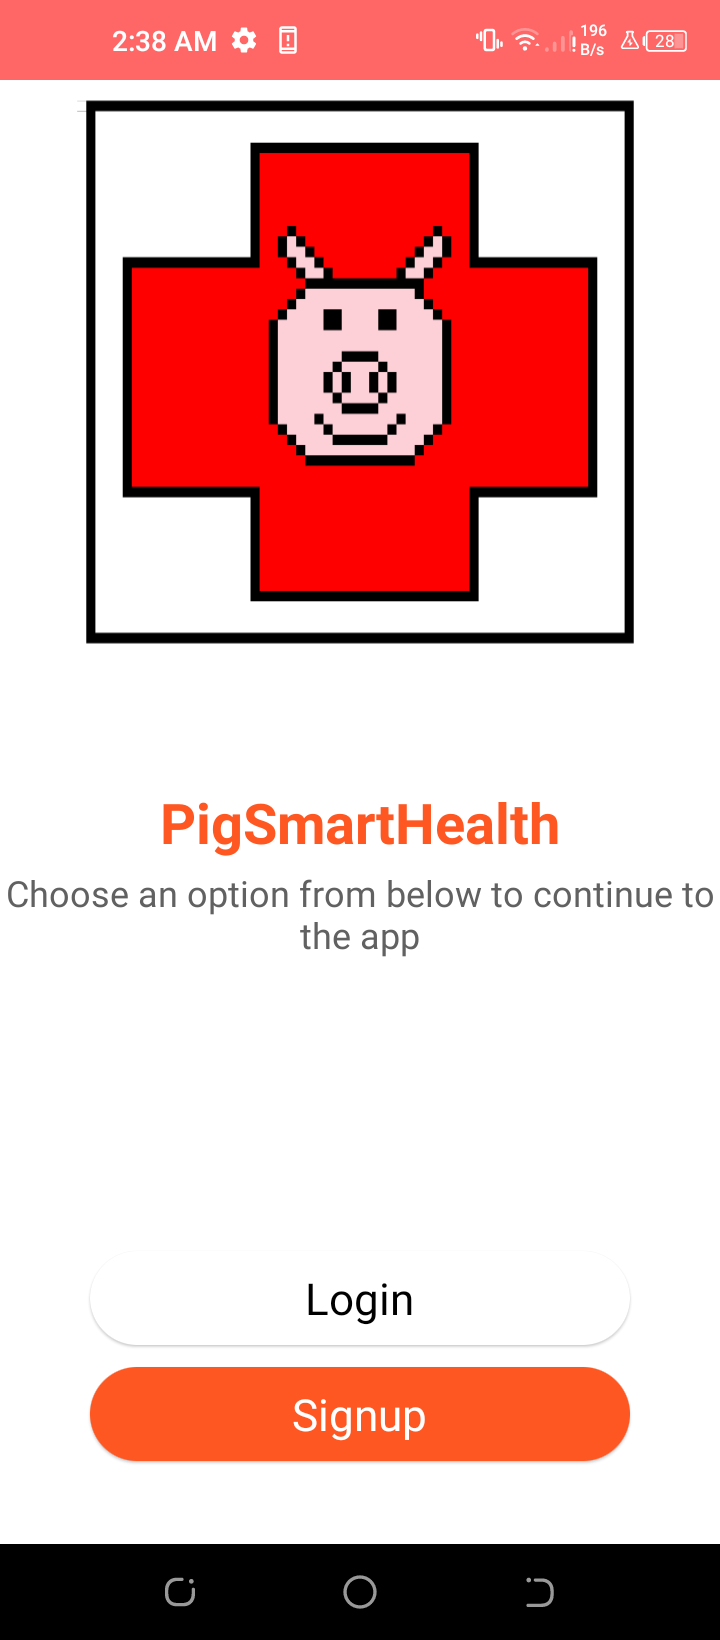 2:38 AM
196
B/s
28
PigSmartHealth
Choose an option from below to continue to
the app
Login
Signup